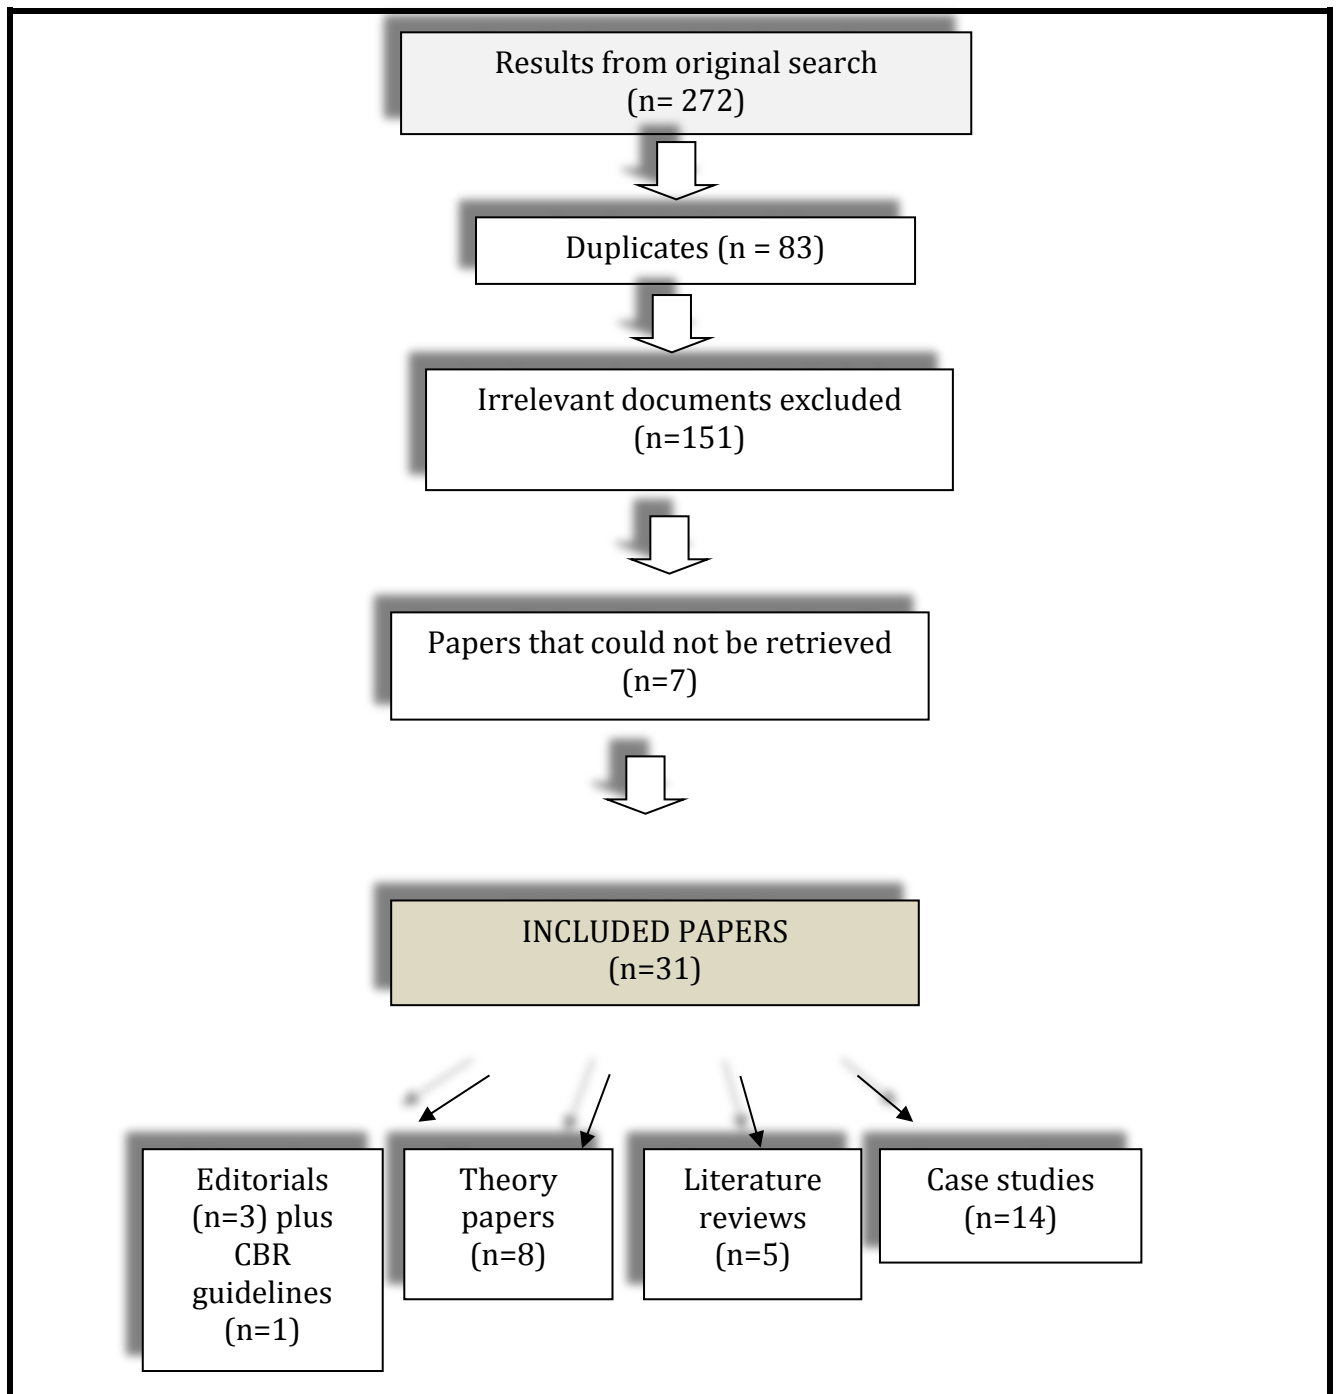 Results from original search
(n= 272)
Duplicates (n = 83)
Irrelevant documents excluded
(n=151)
Papers that could not be retrieved
(n=7)
INCLUDED PAPERS
(n=31)
Editorials
(n=3) plus
CBR
guidelines
(n=1)
Theory
papers
(n=8)
Literature
reviews
(n=5)
Case studies
(n=14)